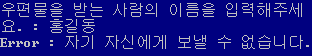 우편물을 받는 사람의 이름을 입력해주세
요. : 홍길동
Error : 자기 자신에게 보낼 수 없습니다.